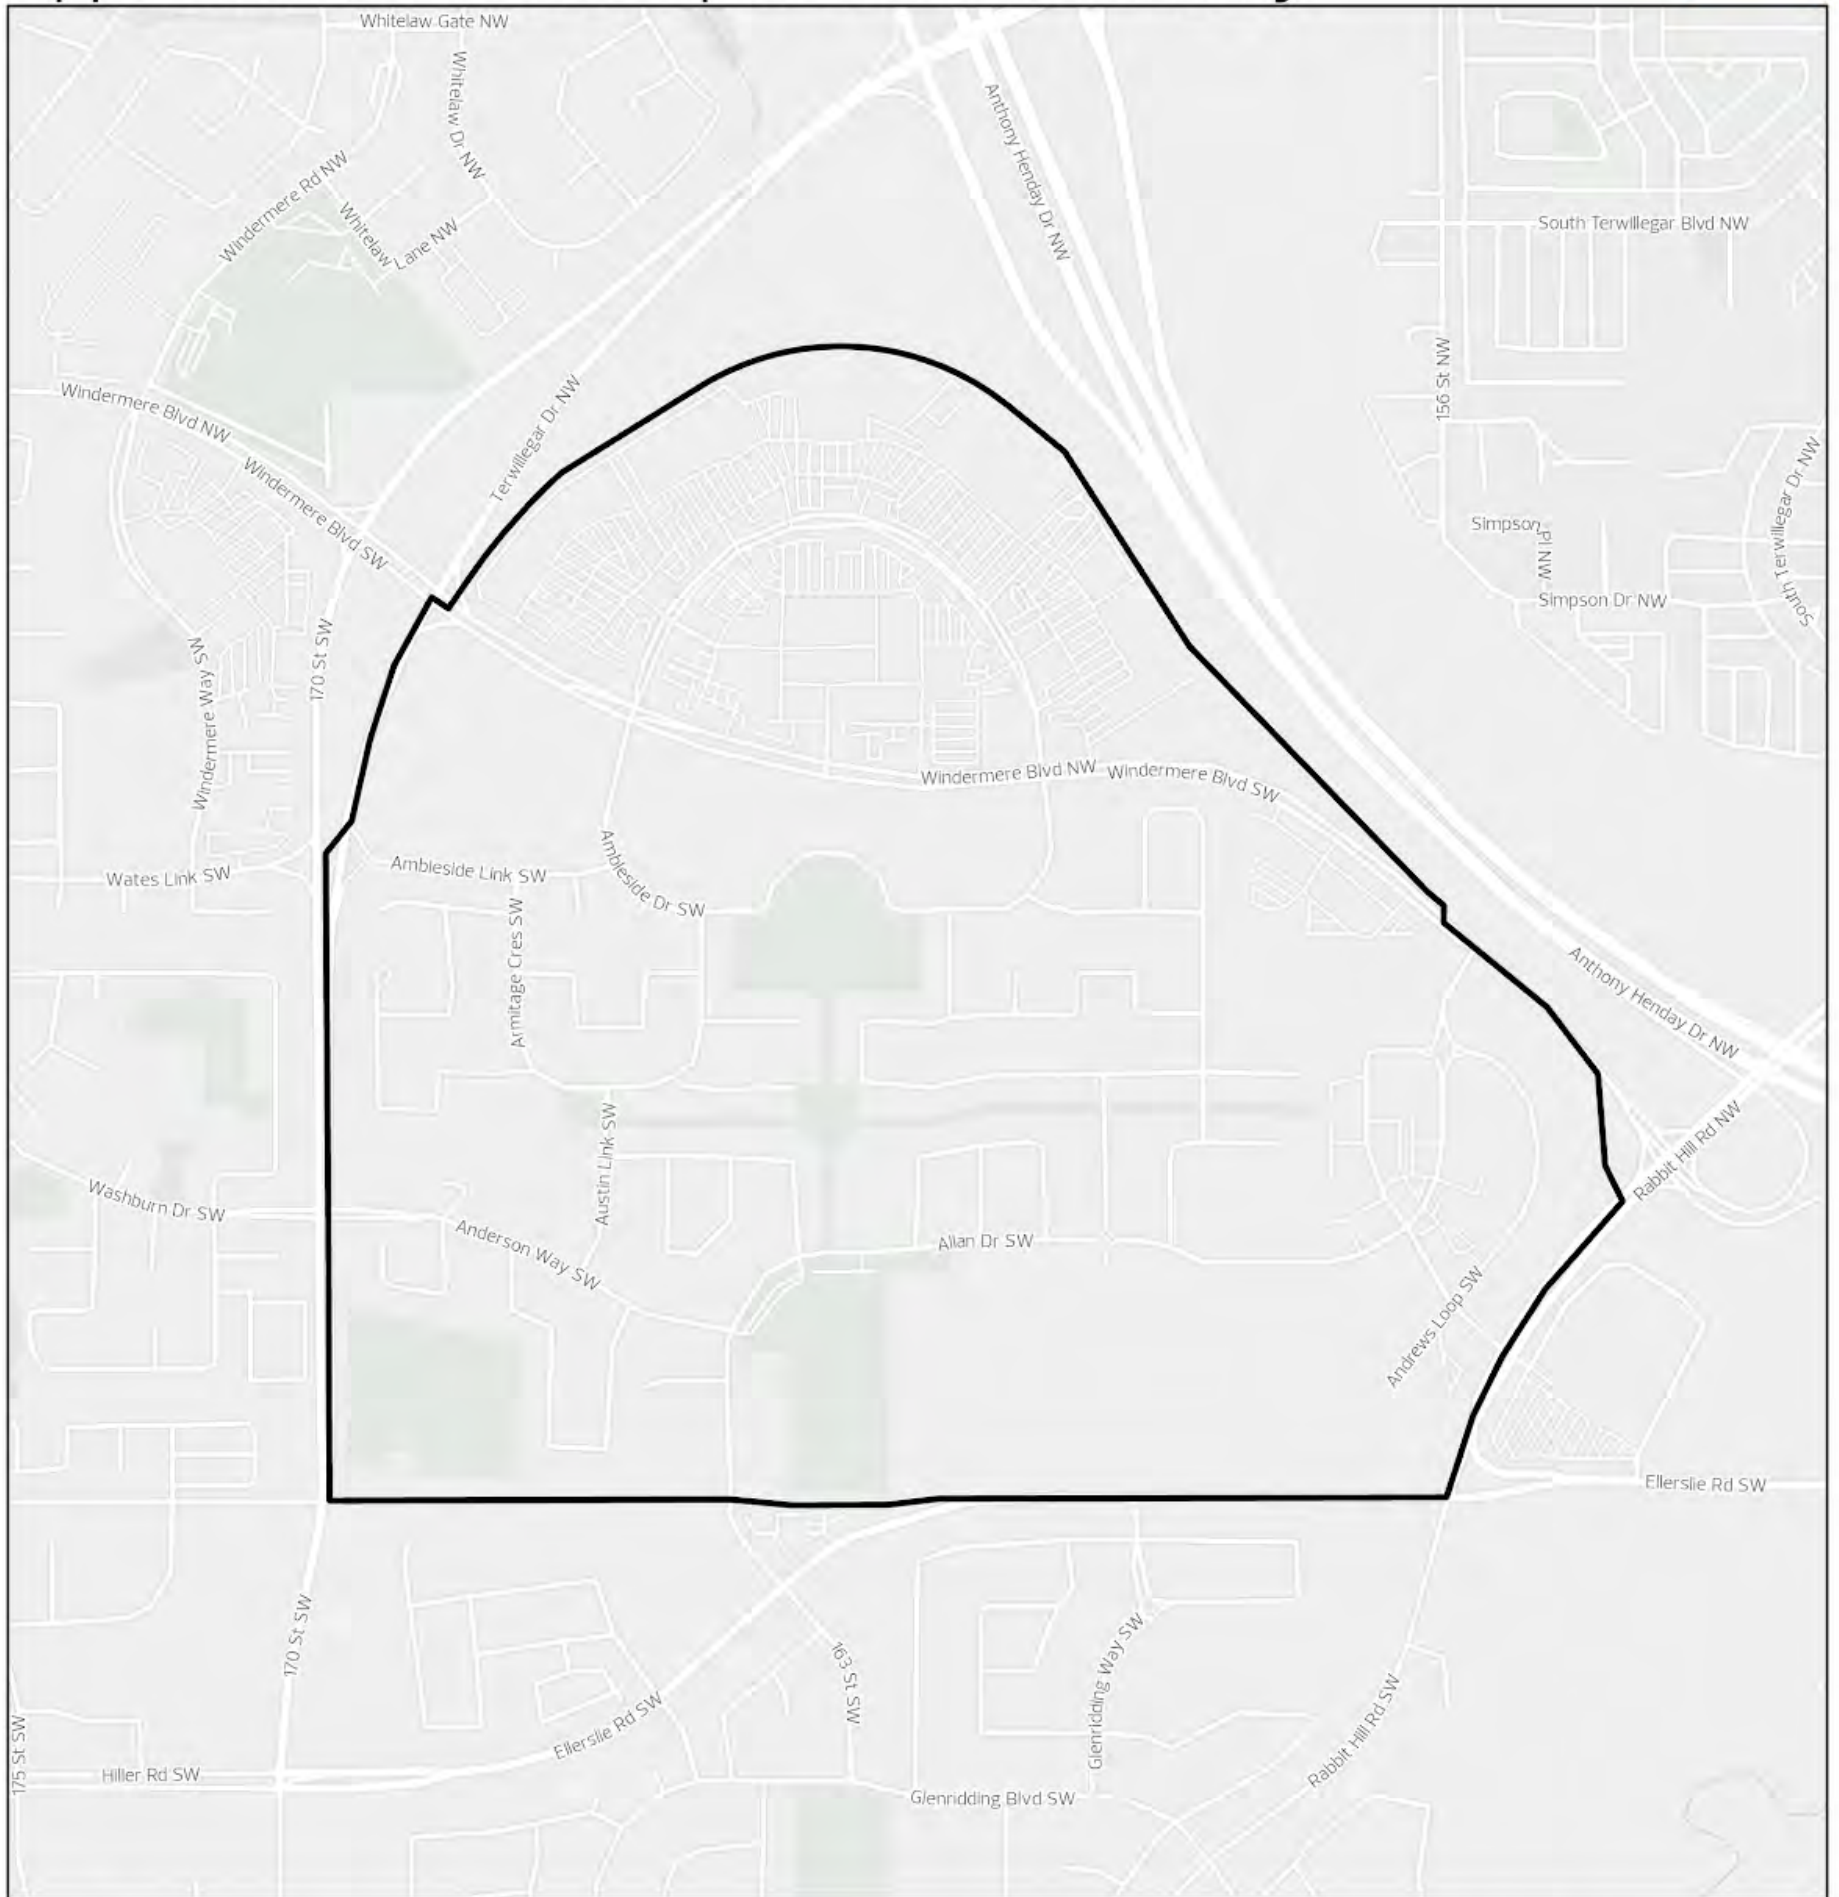 Whitelaw Gate NW
Whitelaw Dr NW
Anthony Henday Dr NW
Windermere Rd NW
Whitelaw
Lane NW
South Terwillegar Blvd NW
156 St NW
Windermere Blvd NW
Terwillegar Dr NW
Windermere Blvd SW
South Terwillegar Dr NW
Simpson
Pl NW
Simpson Dr NW
170 St SW
Windermere Way SW
Windermere Blvd NW
Windermere Blvd SW
Wates Link SW
Ambleside Link SW
Ambleside Dr SW
Armitage Cres SW
Anthony Henday Dr NW
Rabbit Hill Rd NW
Austin Link SW
Washburn Dr SW
Anderson Way SW
Allan Dr SW
Andrews Loop SW
Ellerslie Rd SW
170 St SW
163 St SW
Glenridding Way SW
Rabbit Hill Rd SW
Ellerslie Rd SW
175 St SW
Hiller Rd SW
Glenridding Blvd SW